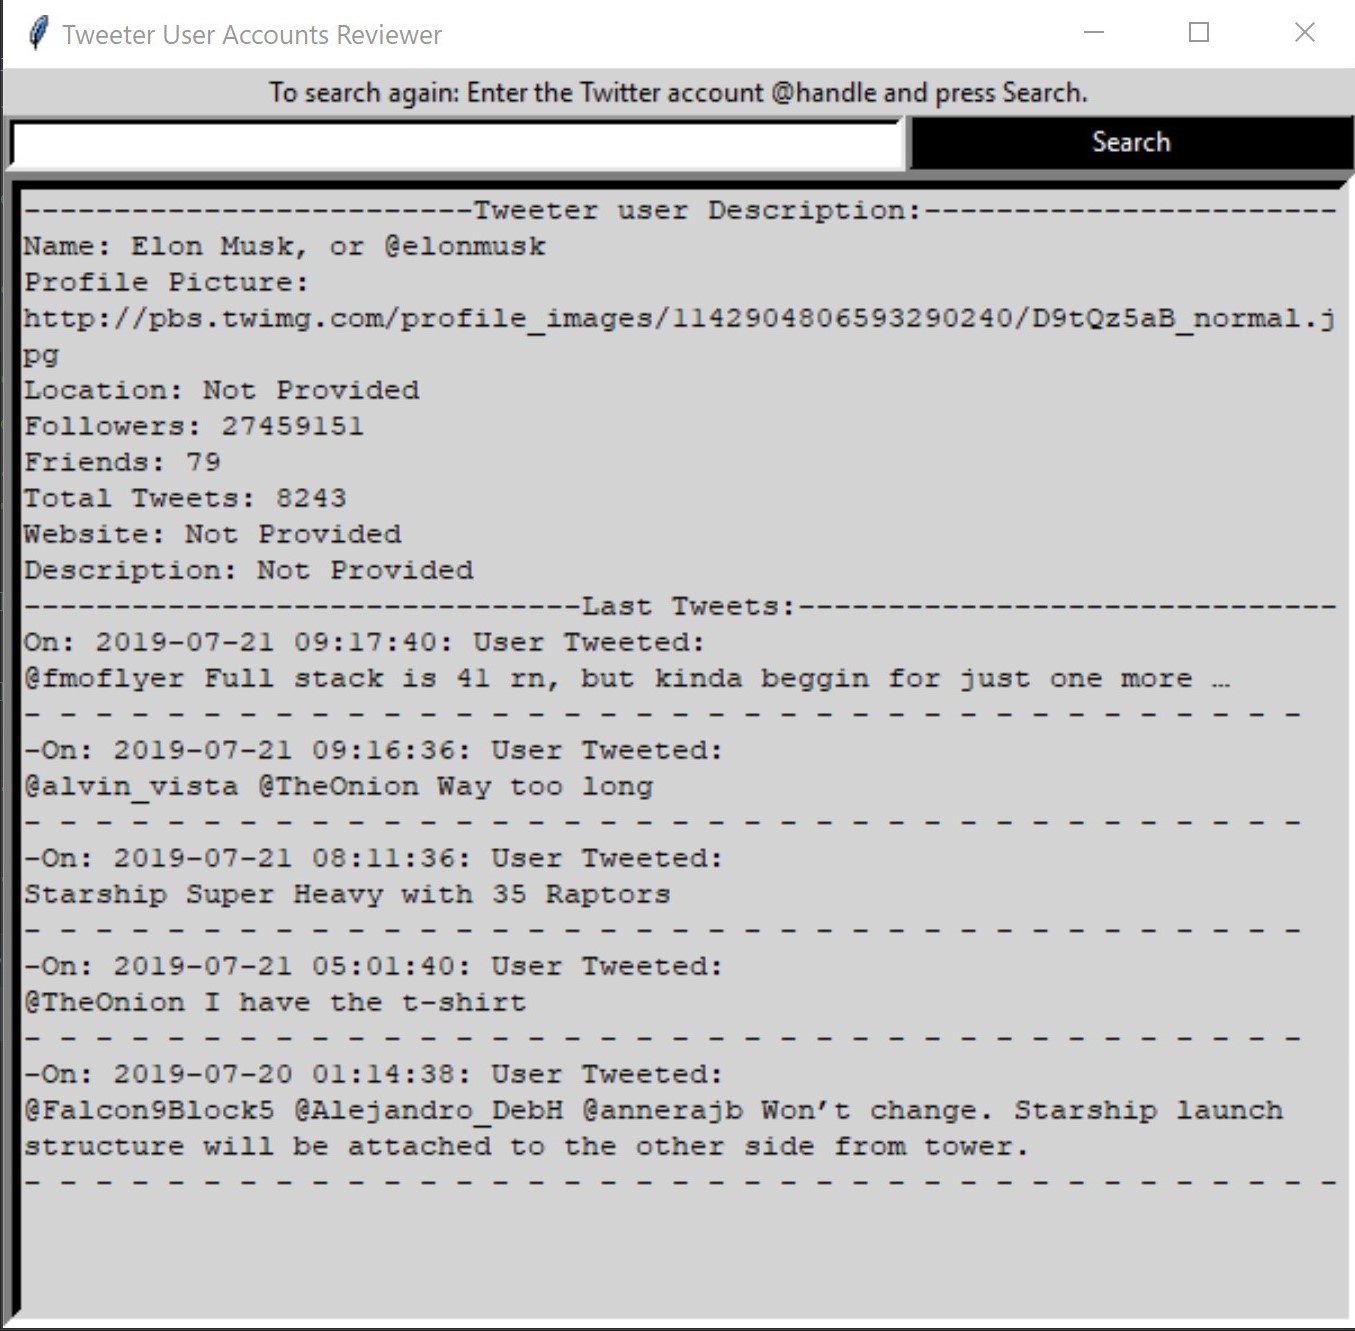 Tweeter User Accounts Reviewer
To search again: Enter the Twitter account @handle and press Search.
Search
-------------------------Tweeter user Description:-----------------------
Name: Elon Musk, or @elonmusk
Profile Picture:
http://pbs.twimg.com/profile_images/1142904806593290240/D9tQz5aB_normal.j
pg
Location: Not Provided
Followers: 27459151
Friends: 79
Total Tweets: 8243
Website: Not Provided
Description: Not Provided
-------------------------------Last Tweets:------------------------------
On: 2019-07-21 09:17:40: User Tweeted:
@fmoflyer Full stack is 41 rn, but kinda beggin for just one more …
- - - - - - - - - - - - - - - - - - - - - - - - - - - - - - - - - - - -
-On: 2019-07-21 09:16:36: User Tweeted:
@alvin_vista @TheOnion Way too long
- - - - - - - - - - - - - - - - - - - - - - - - - - - - - - - - - - - -
-On: 2019-07-21 08:11:36: User Tweeted:
Starship Super Heavy with 35 Raptors
- - - - - - - - - - - - - - - - - - - - - - - - - - - - - - - - - - - -
-On: 2019-07-21 05:01:40: User Tweeted:
@TheOnion I have the t-shirt
- - - - - - - - - - - - - - - - - - - - - - - - - - - - - - - - - - - -
-On: 2019-07-20 01:14:38: User Tweeted:
@Falcon9Block5 @Alejandro_DebH @annerajb Won’t change. Starship launch
structure will be attached to the other side from tower.
- - - - - - - - - - - - - - - - - - - - - - - - - - - - - - - - - - - - -